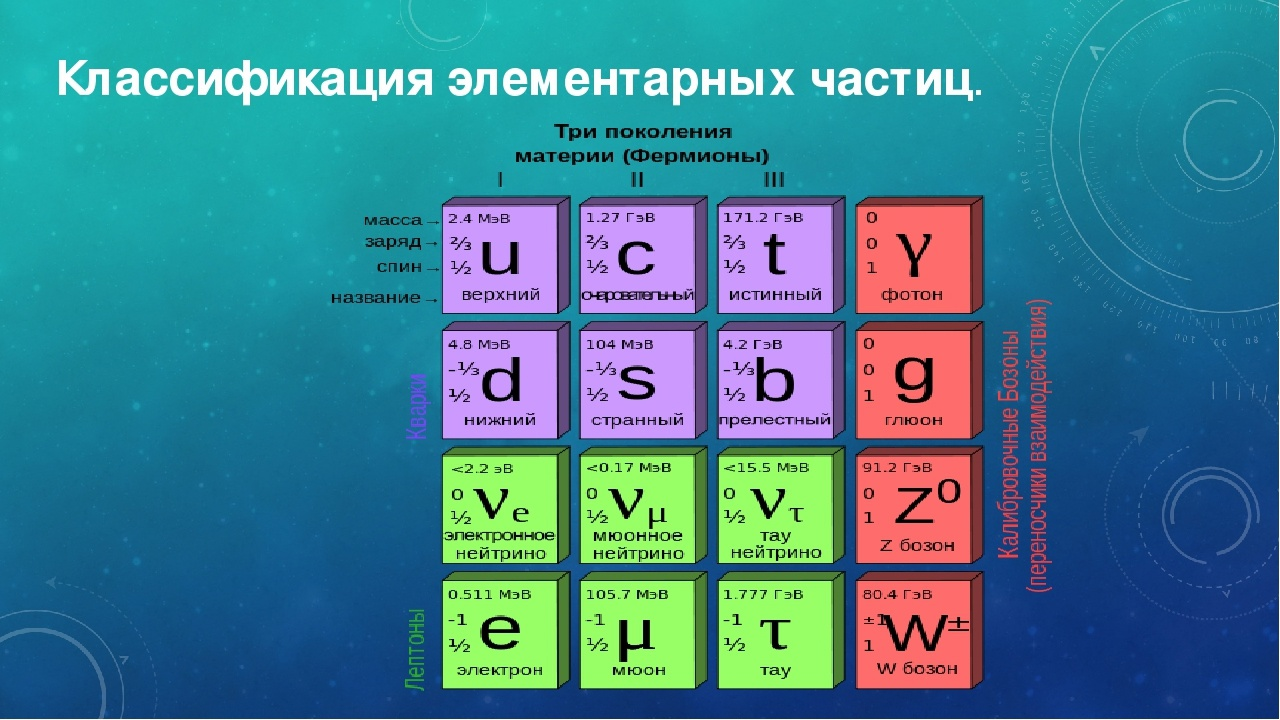 Классификация элементарных частиц.
Три поколения
материи (Фермионы)
I II III
масса→
заряд→
спин→
название→
2.4 МэВ
⅔
½
u
верхний
1.27 ГэВ
⅔
½
c
очаровательный
171.2 ГэВ
⅔
½
t
истинный
0
0
1
γ
фотон
Кварки
4.8 МэВ
-⅓
½
d
нижний
104 МэВ
-⅓
½
s
странный
4.2 ГэВ
-⅓
½
b
прелестный
0
0
1
g
глюон
<2.2 эВ
0
½
νe
электронное
нейтрино
<0.17 МэВ
0
½
νμ
мюонное
нейтрино
<15.5 МэВ
0
½
ντ
тау
нейтрино
91.2 ГэВ
0
1
Z⁰
Z бозон
Лептоны
0.511 МэВ
-1
½
e
электрон
105.7 МэВ
-1
½
μ
мюон
1.777 ГэВ
-1
½
τ
тау
80.4 ГэВ
±1
1
W±
W бозон
Калибровочные Бозоны
(переносчики взаимодействия)